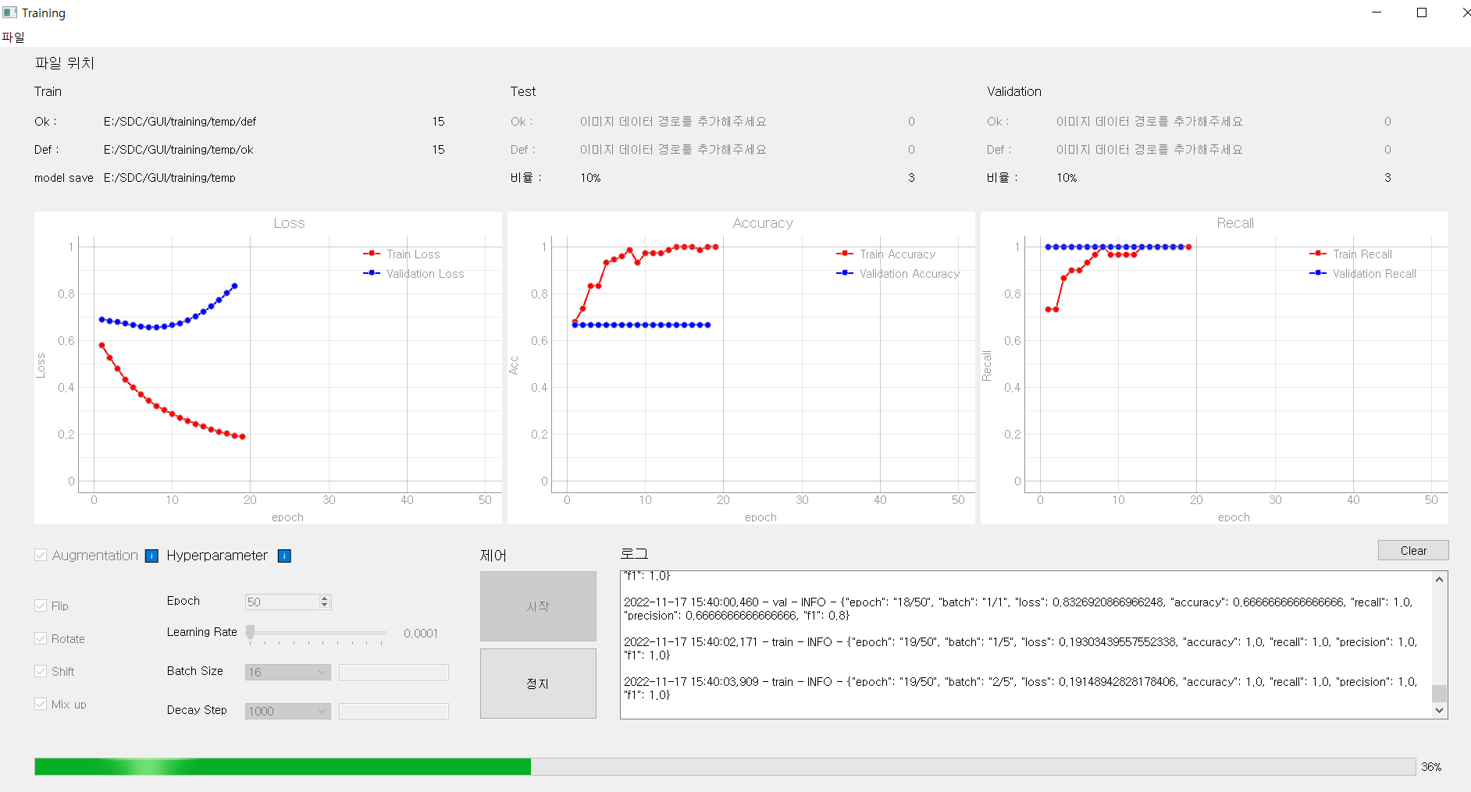 Training
파일
파일 위치
Train
Ok : E:/SDC/GUI/training/temp/def 15
Def : E:/SDC/GUI/training/temp/ok 15
model save E:/SDC/GUI/training/temp
Test
Ok : 이미지 데이터 경로를 추가해주세요 0
Def : 이미지 데이터 경로를 추가해주세요 0
비율 : 10% 3
Validation
Ok : 이미지 데이터 경로를 추가해주세요 0
Def : 이미지 데이터 경로를 추가해주세요 0
비율 : 10% 3
Loss
Train Loss
Validation Loss
1
0,8
0,6
0,4
0,2
0
Loss
0 10 20 30 40 50
epoch
Accuracy
Train Accuracy
Validation Accuracy
1
0,8
0,6
0,4
0,2
0
Acc
0 10 20 30 40 50
epoch
Recall
Train Recall
Validation Recall
1
0,8
0,6
0,4
0,2
0
Recall
0 10 20 30 40 50
epoch
Augmentation i
Flip
Rotate
Shift
Mix up
Hyperparameter i
Epoch 50
Learning Rate 0,0001
Batch Size 16
Decay Step 1000
제어
시작
정지
로그
Clear
"f1": 1,0}
2022-11-17 15:40:00,460 - val - INFO - {"epoch": "18/50", "batch": "1/1", "loss": 0,8326920866966248, "accuracy": 0,6666666666666666, "recall": 1,0,
"precision": 0,6666666666666666, "f1": 0,8}
2022-11-17 15:40:02,171 - train - INFO - {"epoch": "19/50", "batch": "1/5", "loss": 0,19303439557552338, "accuracy": 1,0, "recall": 1,0, "precision": 1,0,
"f1": 1,0}
2022-11-17 15:40:03,909 - train - INFO - {"epoch": "19/50", "batch": "2/5", "loss": 0,19148942828178406, "accuracy": 1,0, "recall": 1,0, "precision": 1,0,
"f1": 1,0}
36%